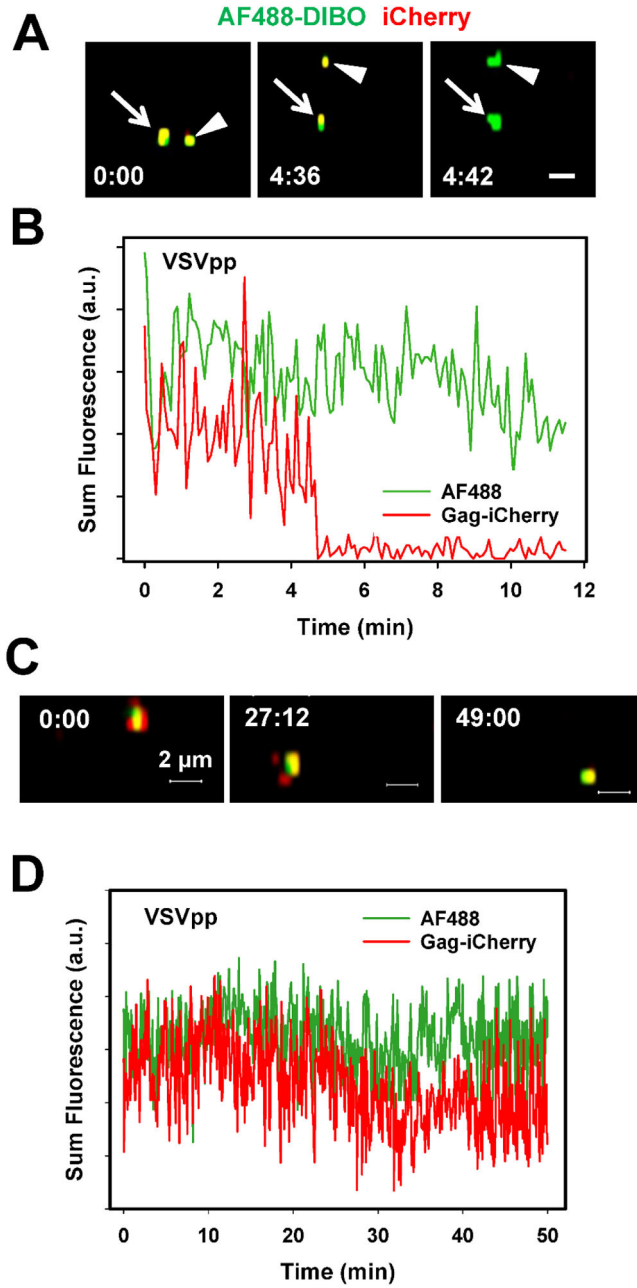 A
AF488-DIBO iCherry
0:00
4:36
4:42
B
VSVpp
Sum Fluorescence (a.u.)
AF488
Gag-iCherry
0 2 4 6 8 10 12
Time (min)
C
0:00
2 µm
27:12
49:00
D
VSVpp
AF488
Gag-iCherry
Sum Fluorescence (a.u.)
0 10 20 30 40 50
Time (min)